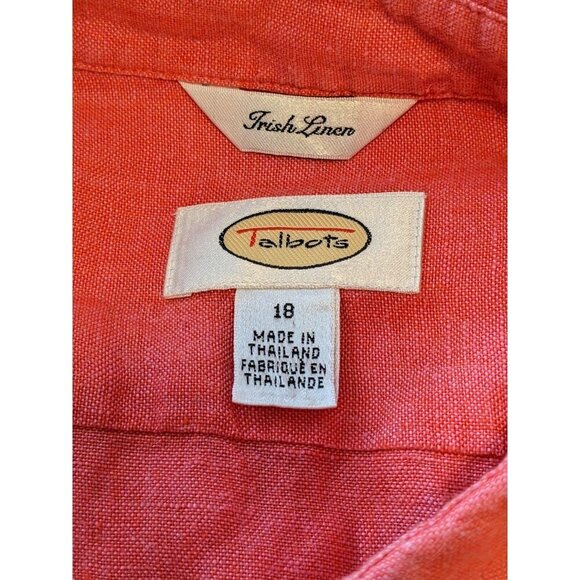 Irish Linen
Talbots
18
MADE IN
THAILAND
FABRIQUÉ EN
THAILANDE